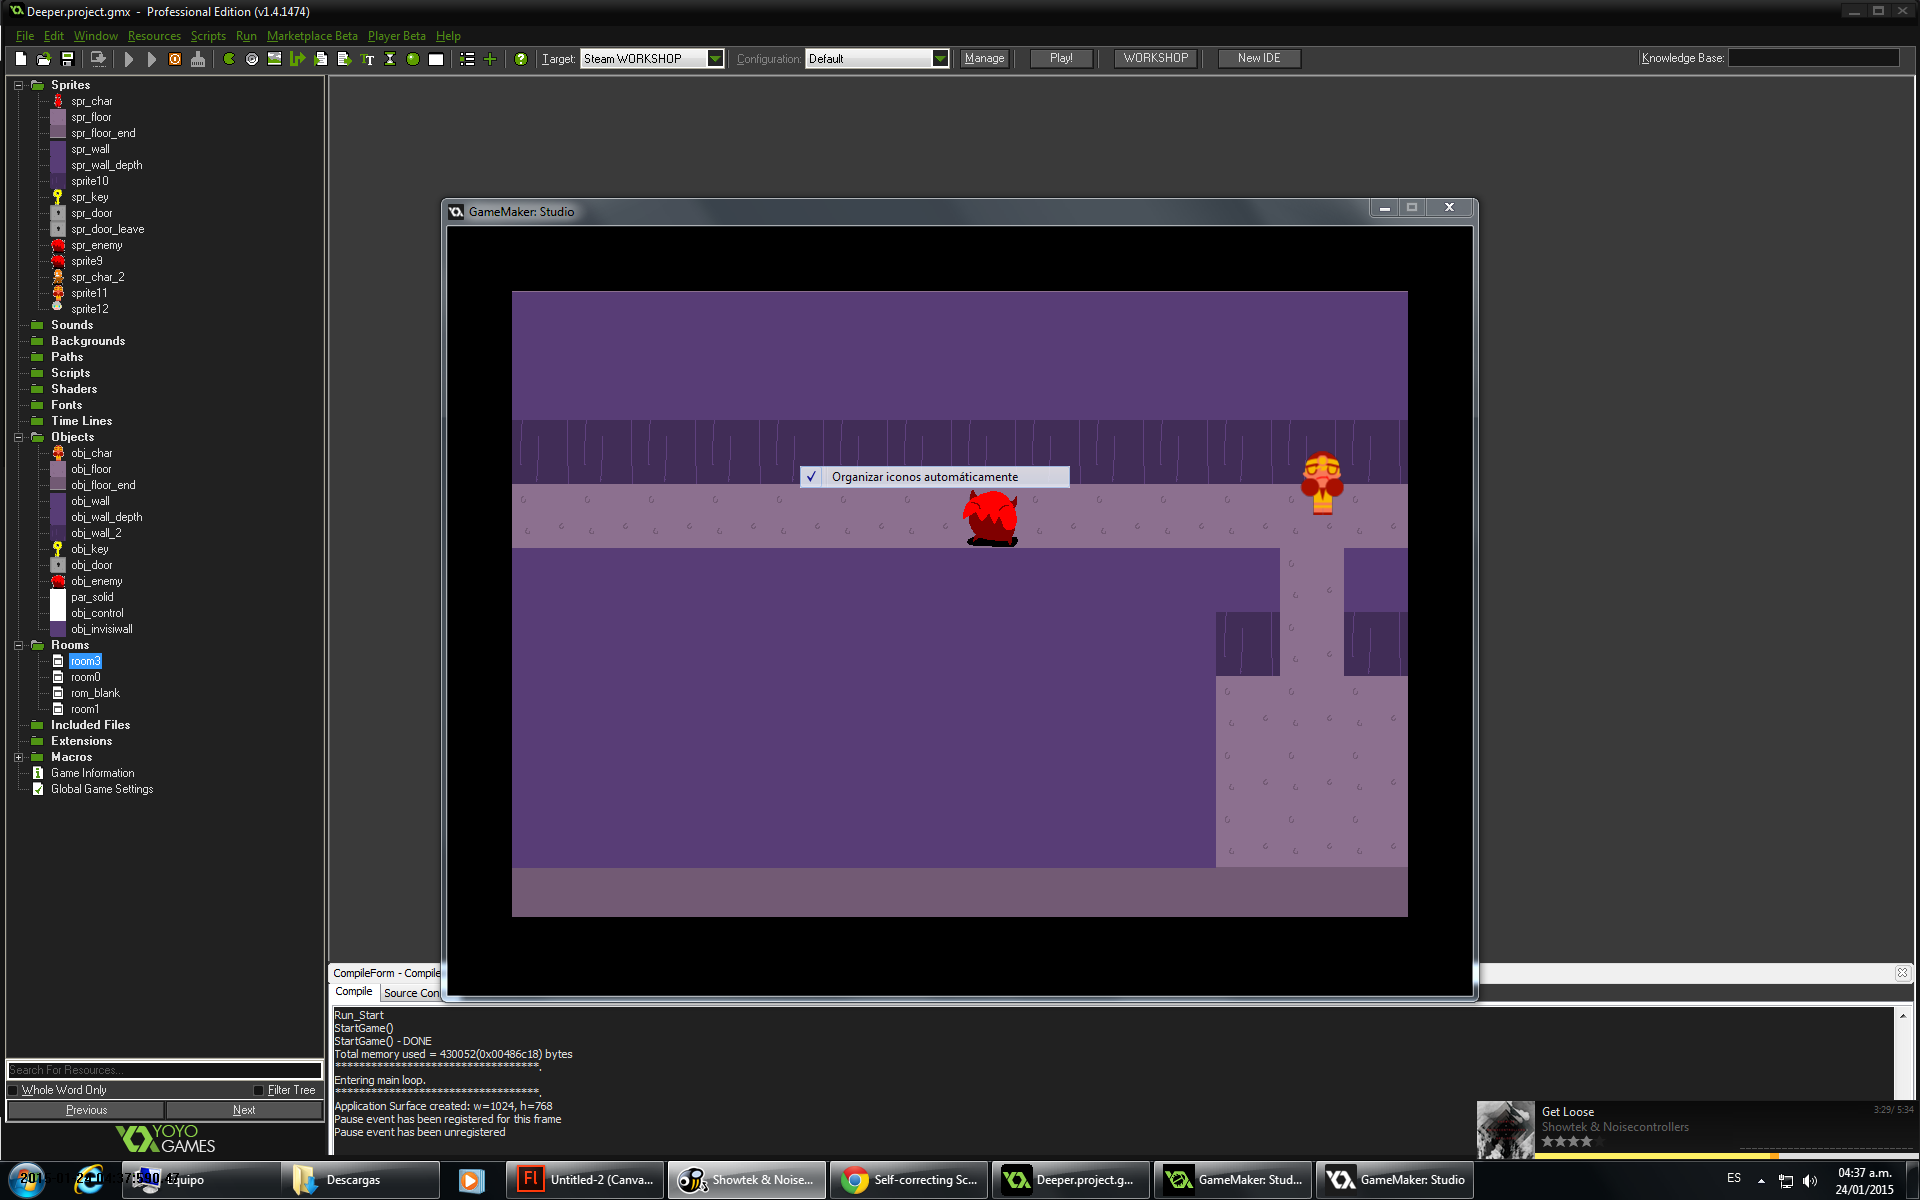 Deeper.project.gmx - Professional Edition (v1.4.1474)
File Edit Window Resources Scripts Run Marketplace Beta Player Beta Help
Target: Steam WORKSHOP Configuration: Default Manage Play! WORKSHOP New IDE Knowledge Base:
Sprites
spr_char
spr_floor
spr_floor_end
spr_wall
spr_wall_depth
sprite10
spr_key
spr_door
spr_door_leave
spr_enemy
sprite9
spr_char_2
sprite11
sprite12
Sounds
Backgrounds
Paths
Scripts
Shaders
Fonts
Time Lines
Objects
obj_char
obj_floor
obj_floor_end
obj_wall
obj_wall_depth
obj_wall_2
obj_key
obj_door
obj_enemy
par_solid
obj_control
obj_invisiwall
Rooms
room3
room0
rom_blank
room1
Included Files
Extensions
Macros
Game Information
Global Game Settings
Search For Resources...
Whole Word Only Filter Tree
Previous Next
YOYO GAMES
GameMaker: Studio
Organizar iconos automáticamente
CompileForm - Compile
Compile Source Con
Run_Start
StartGame()
StartGame() - DONE
Total memory used = 430052(0x00486c18) bytes
**********************************.
Entering main loop.
**********************************.
Application Surface created: w=1024, h=768
Pause event has been registered for this frame
Pause event has been unregistered
Get Loose 3:29/ 5:34
Showtek & Noisecontrollers
Equipo
Descargas
Untitled-2 (Canva...
Showtek & Noise...
Self-correcting Sc...
Deeper.project.g...
GameMaker: Stud...
GameMaker: Studio
ES
04:37 a.m.
24/01/2015